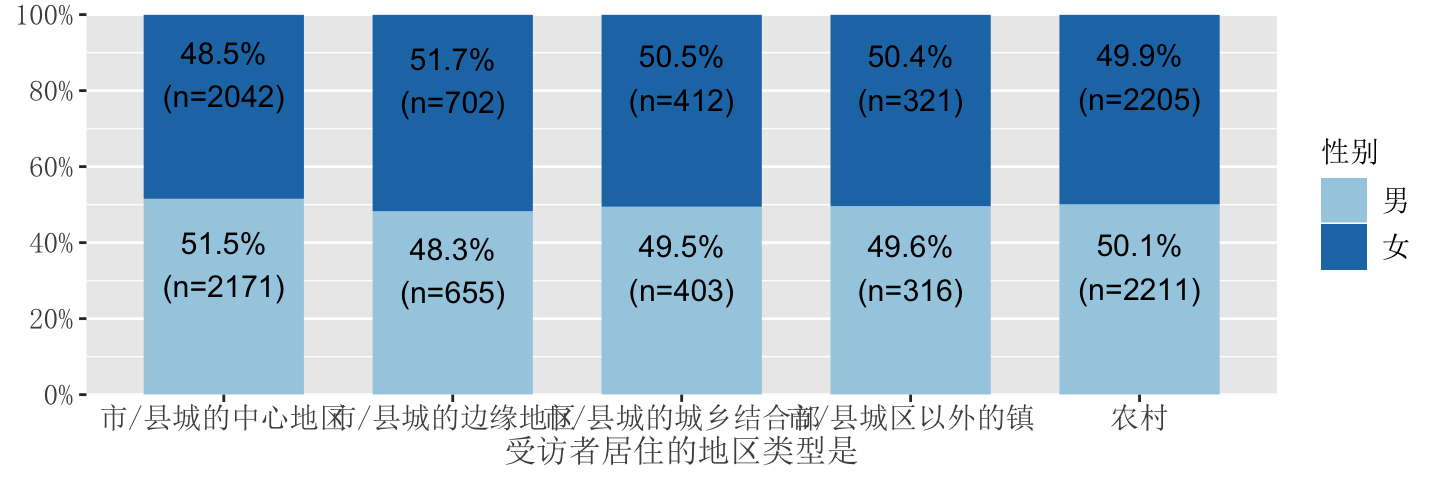 100%
80%
60%
40%
20%
0%
48.5%
(n=2042)
51.7%
(n=702)
50.5%
(n=412)
50.4%
(n=321)
49.9%
(n=2205)
51.5%
(n=2171)
48.3%
(n=655)
49.5%
(n=403)
49.6%
(n=316)
50.1%
(n=2211)
市/县城的中心地区
市/县城的边缘地区
市/县城的城乡结合部
市/县城区以外的镇
农村
受访者居住的地区类型是
性别
男
女